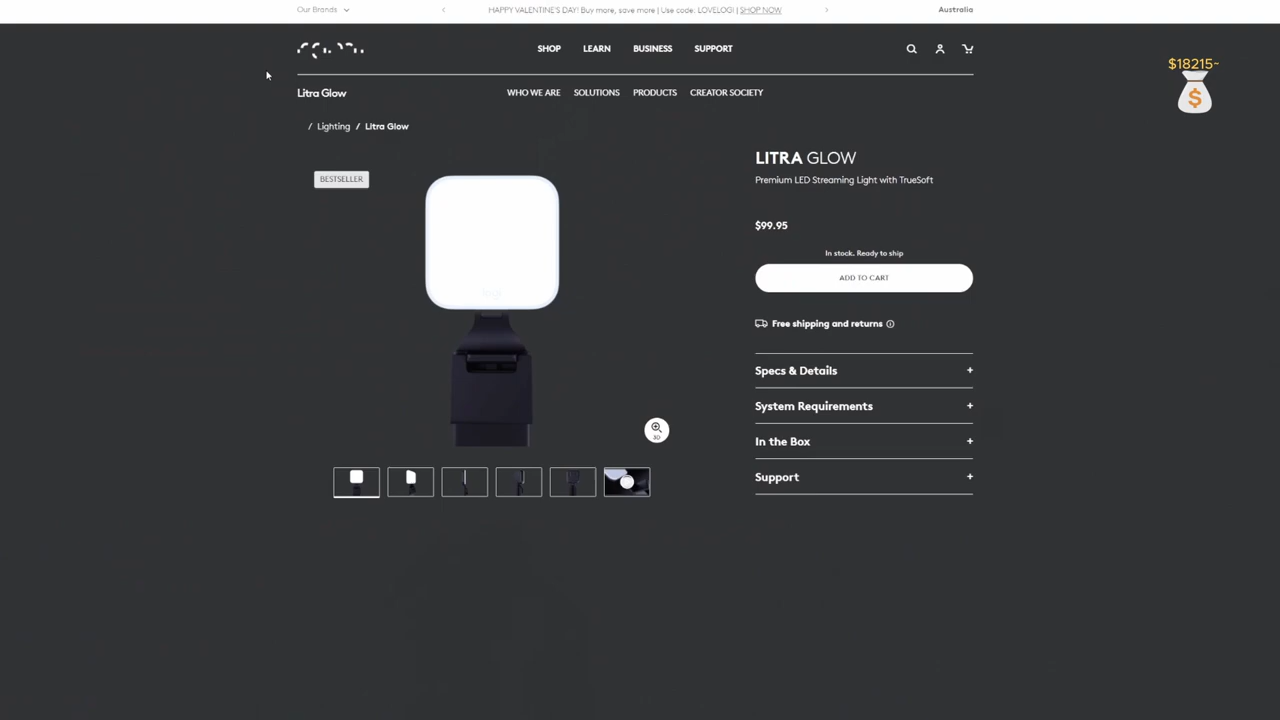 Our Brands
HAPPY VALENTINE'S DAY! Buy more, save more | Use code: LOVELOGI | SHOP NOW
Australia
SHOP LEARN BUSINESS SUPPORT
$18215~
Litra Glow
WHO WE ARE SOLUTIONS PRODUCTS CREATOR SOCIETY
/ Lighting / Litra Glow
BESTSELLER
LITRA GLOW
Premium LED Streaming Light with TrueSoft
$99.95
In stock. Ready to ship
ADD TO CART
Free shipping and returns
Specs & Details +
System Requirements +
In the Box +
Support +
3D